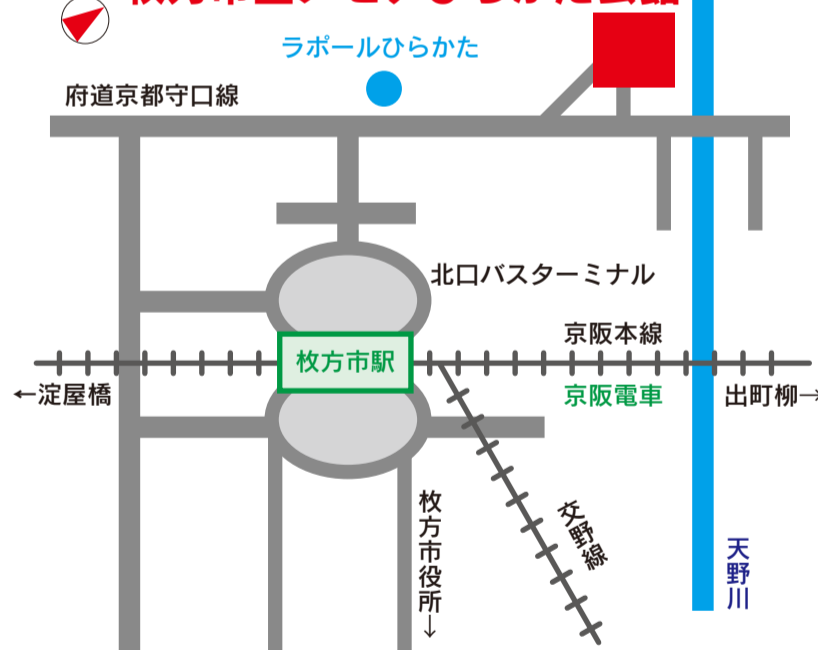 ラポールひらかた
府道京都守口線
北口バスターミナル
京阪本線
枚方市駅
←淀屋橋
京阪電車
出町柳→
枚方市役所→
交野線
天野川